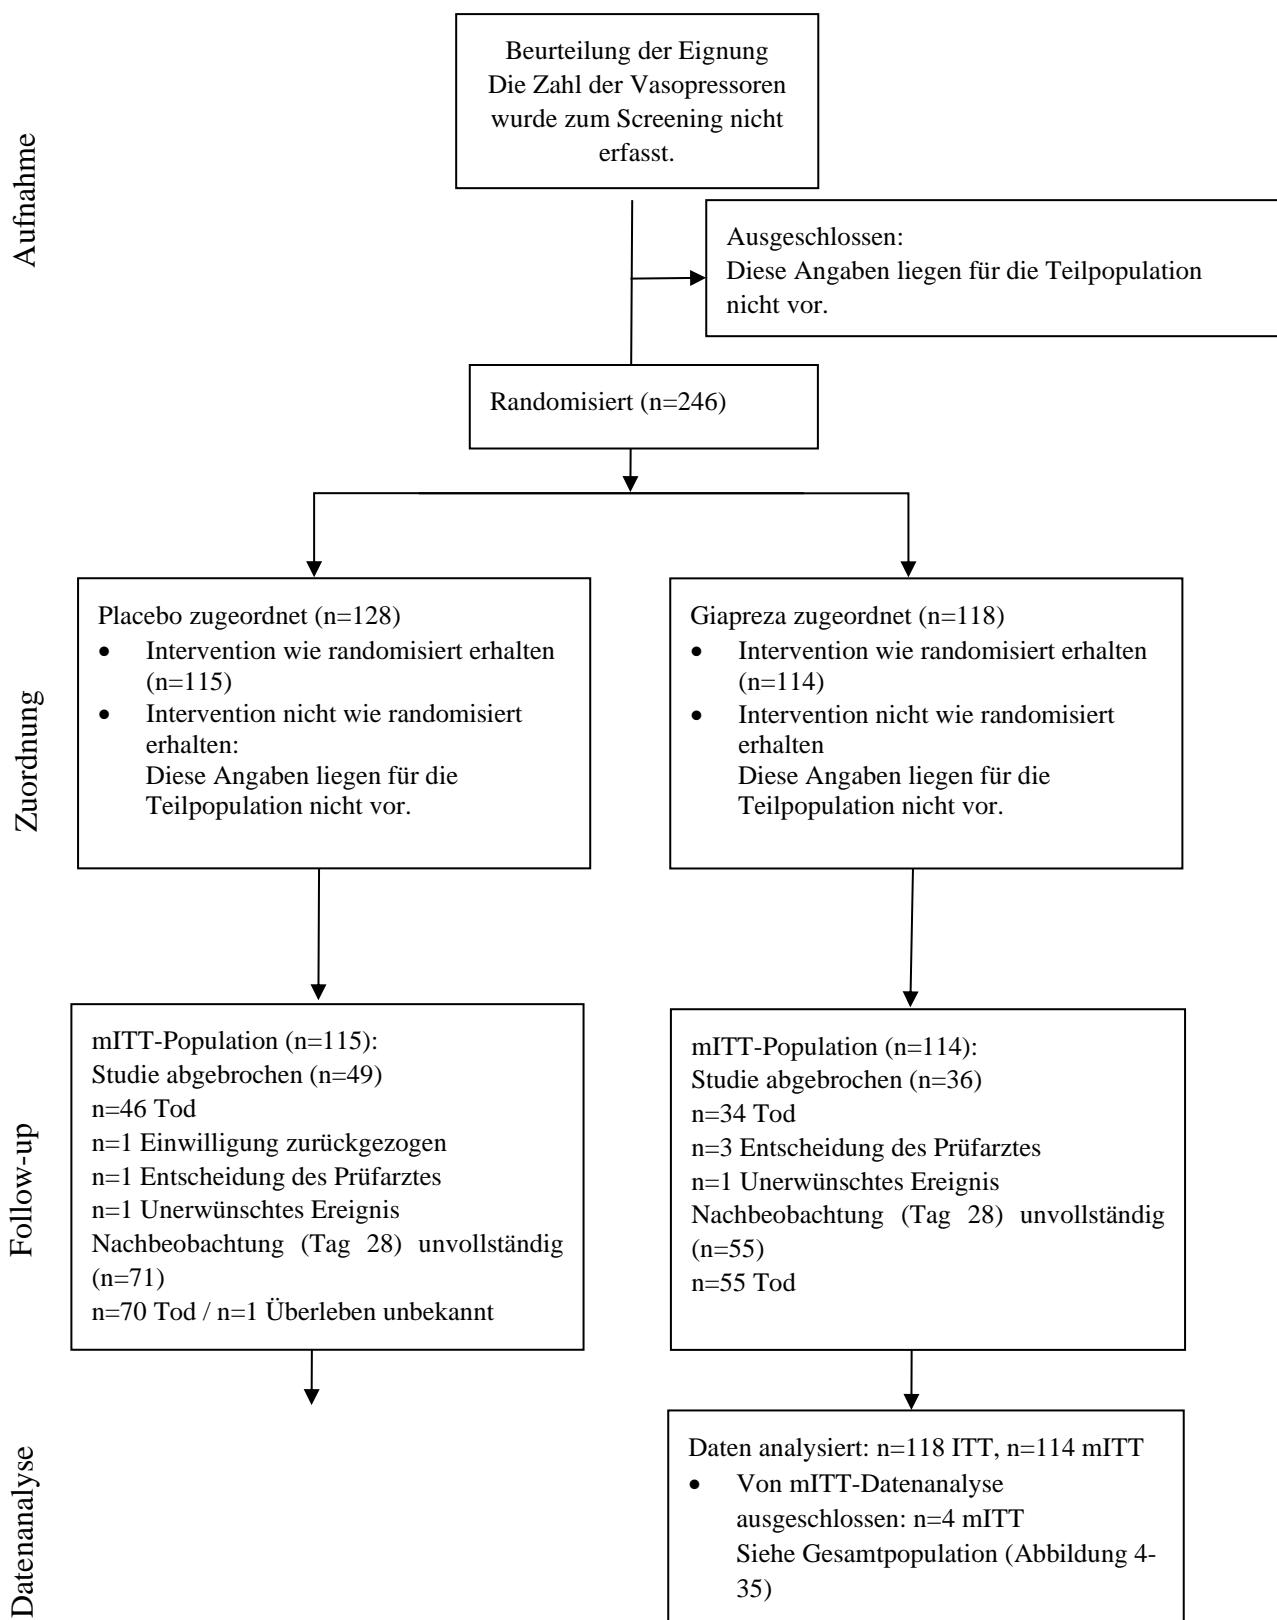 Aufnahme
Beurteilung der Eignung
Die Zahl der Vasopressoren
wurde zum Screening nicht
erfasst.
Ausgeschlossen:
Diese Angaben liegen für die Teilpopulation
nicht vor.
Randomisiert (n=246)
Zuordnung
Placebo zugeordnet (n=128)
• Intervention wie randomisiert erhalten
(n=115)
• Intervention nicht wie randomisiert
erhalten:
Diese Angaben liegen für die
Teilpopulation nicht vor.
Giapreza zugeordnet (n=118)
• Intervention wie randomisiert erhalten
(n=114)
• Intervention nicht wie randomisiert
erhalten
Diese Angaben liegen für die
Teilpopulation nicht vor.
Follow-up
mITT-Population (n=115):
Studie abgebrochen (n=49)
n=46 Tod
n=1 Einwilligung zurückgezogen
n=1 Entscheidung des Prüfarztes
n=1 Unerwünschtes Ereignis
Nachbeobachtung (Tag 28) unvollständig
(n=71)
n=70 Tod / n=1 Überleben unbekannt
mITT-Population (n=114):
Studie abgebrochen (n=36)
n=34 Tod
n=3 Entscheidung des Prüfarztes
n=1 Unerwünschtes Ereignis
Nachbeobachtung (Tag 28) unvollständig
(n=55)
n=55 Tod
Datenanalyse
Daten analysiert: n=118 ITT, n=114 mITT
• Von mITT-Datenanalyse
ausgeschlossen: n=4 mITT
Siehe Gesamtpopulation (Abbildung 4-
35)